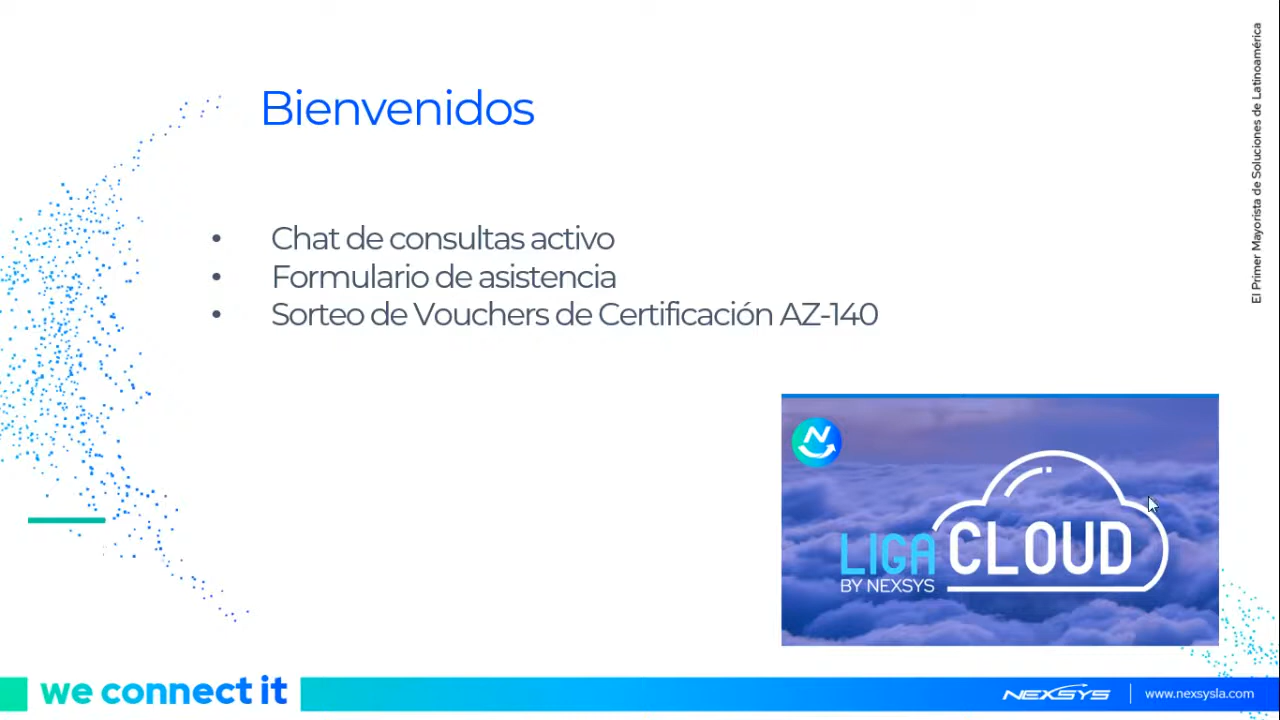 Bienvenidos
• Chat de consultas activo
• Formulario de asistencia
• Sorteo de Vouchers de Certificación AZ-140
El Primer Mayorista de Soluciones de Latinoamérica
N
LIGA CLOUD
BY NEXSYS
we connect it
NEXSYS
www.nexsysla.com